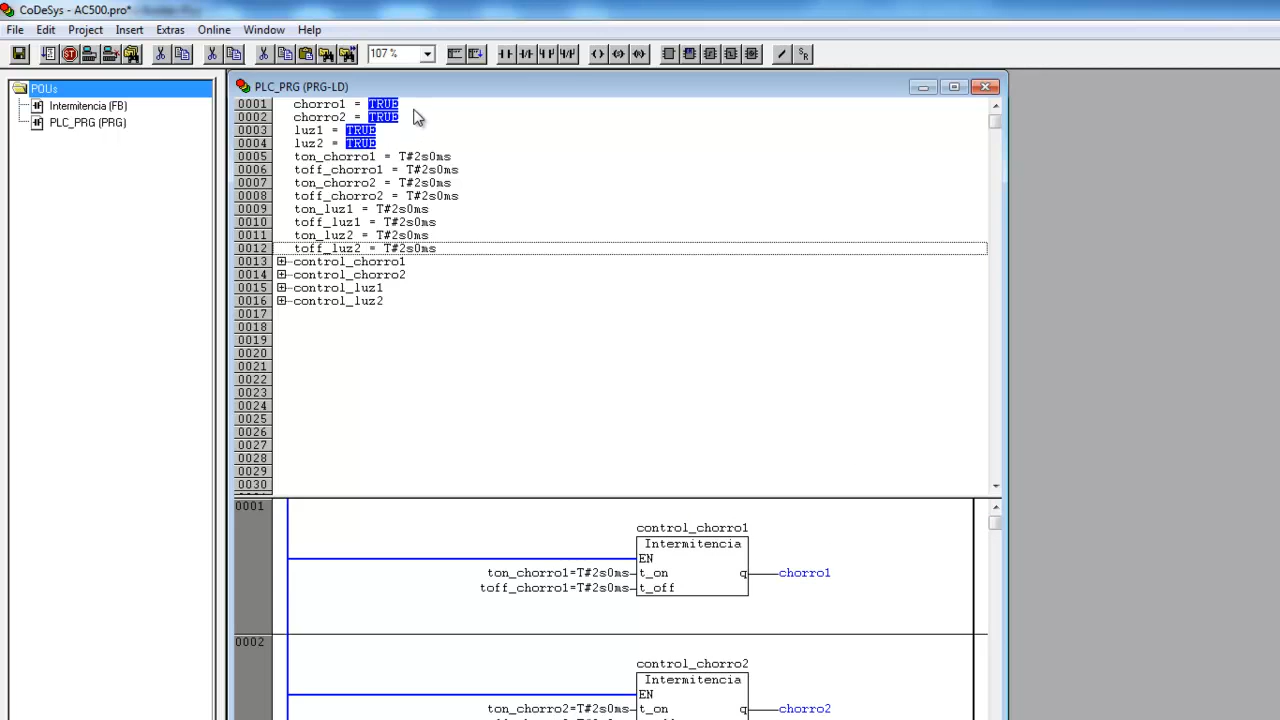 CoDeSys - AC500.pro*
File Edit Project Insert Extras Online Window Help
107 %
POUs
Intermitencia (FB)
PLC_PRG (PRG)
PLC_PRG (PRG-LD)
0001 chorro1 = TRUE
0002 chorro2 = TRUE
0003 luz1 = TRUE
0004 luz2 = TRUE
0005 ton_chorro1 = T#2s0ms
0006 toff_chorro1 = T#2s0ms
0007 ton_chorro2 = T#2s0ms
0008 toff_chorro2 = T#2s0ms
0009 ton_luz1 = T#2s0ms
0010 toff_luz1 = T#2s0ms
0011 ton_luz2 = T#2s0ms
0012 toff_luz2 = T#2s0ms
0013 control_chorro1
0014 control_chorro2
0015 control_luz1
0016 control_luz2
0017
0018
0019
0020
0021
0022
0023
0024
0025
0026
0027
0028
0029
0030
0001
control_chorro1
Intermitencia
EN
ton_chorro1=T#2s0ms t_on q chorro1
toff_chorro1=T#2s0ms t_off
0002
control_chorro2
Intermitencia
EN
ton_chorro2=T#2s0ms t_on q chorro2